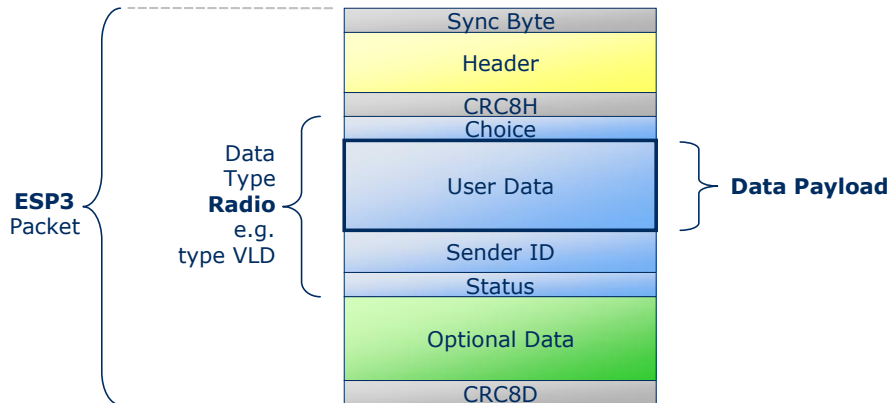 Sync Byte
Header
CRC8H
Choice
Data
Type
Radio
e.g.
type VLD
User Data
Data Payload
ESP3
Packet
Sender ID
Status
Optional Data
CRC8D